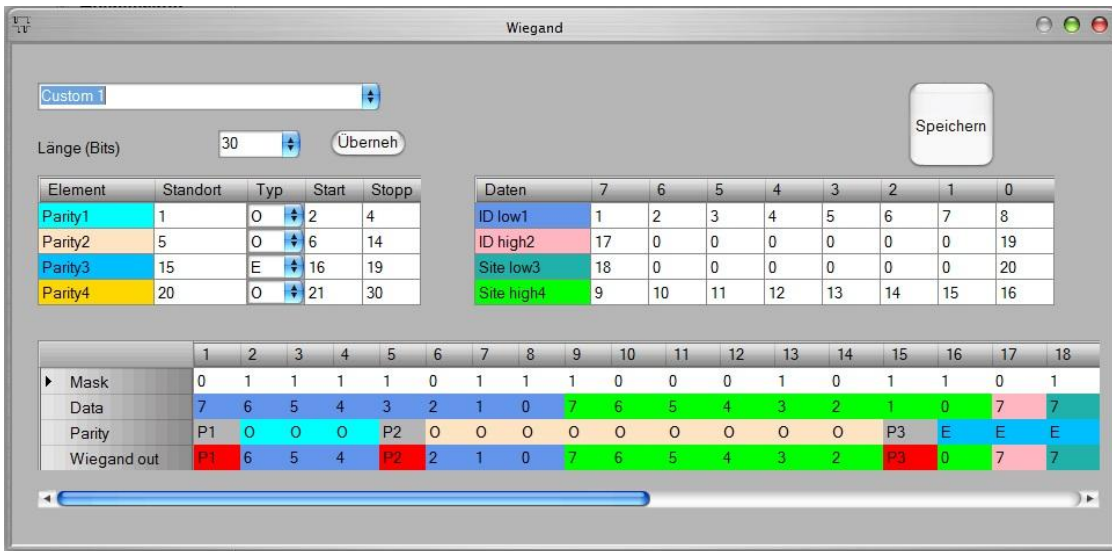 Wiegand
Custom 1
Speichern
Länge (Bits) 30 Überneh
Element Standort Typ Start Stopp
Parity1 1 O 2 4
Parity2 5 O 6 14
Parity3 15 E 16 19
Parity4 20 O 21 30
Daten 7 6 5 4 3 2 1 0
ID low1 1 2 3 4 5 6 7 8
ID high2 17 0 0 0 0 0 0 19
Site low3 18 0 0 0 0 0 0 20
Site high4 9 10 11 12 13 14 15 16
1 2 3 4 5 6 7 8 9 10 11 12 13 14 15 16 17 18
Mask 0 1 1 1 1 0 1 1 1 0 0 0 1 0 1 1 0 1
Data 7 6 5 4 3 2 1 0 7 6 5 4 3 2 1 0 7 7
Parity P1 O O O P2 O O O O O O O O O P3 E E E
Wiegand out P1 6 5 4 P2 2 1 0 7 6 5 4 3 2 P3 0 7 7